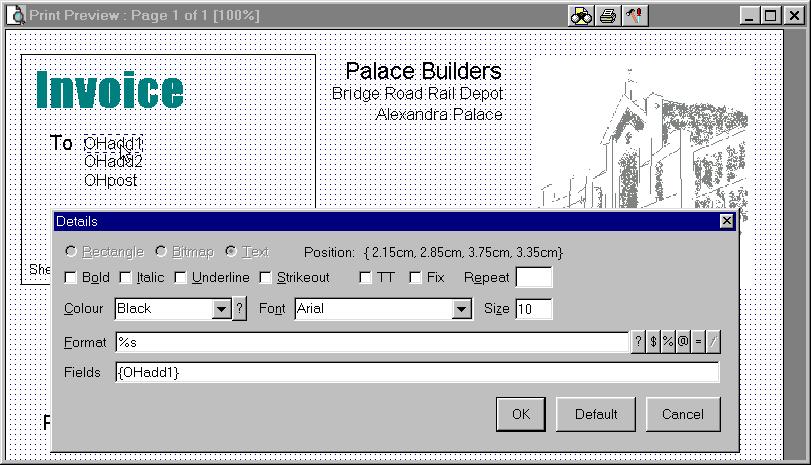 Print Preview : Page 1 of 1 [100%]
Invoice
Palace Builders
Bridge Road Rail Depot
Alexandra Palace
To OHadd1
OHadd2
OHpost
Details
Rectangle Bitmap Text Position: { 2.15cm, 2.85cm, 3.75cm, 3.35cm}
She
Bold Italic Underline Strikeout TT Fix Repeat
Colour Black ? Font Arial Size 10
Format %s ? $ % @ = /
Fields {OHadd1}
OK Default Cancel